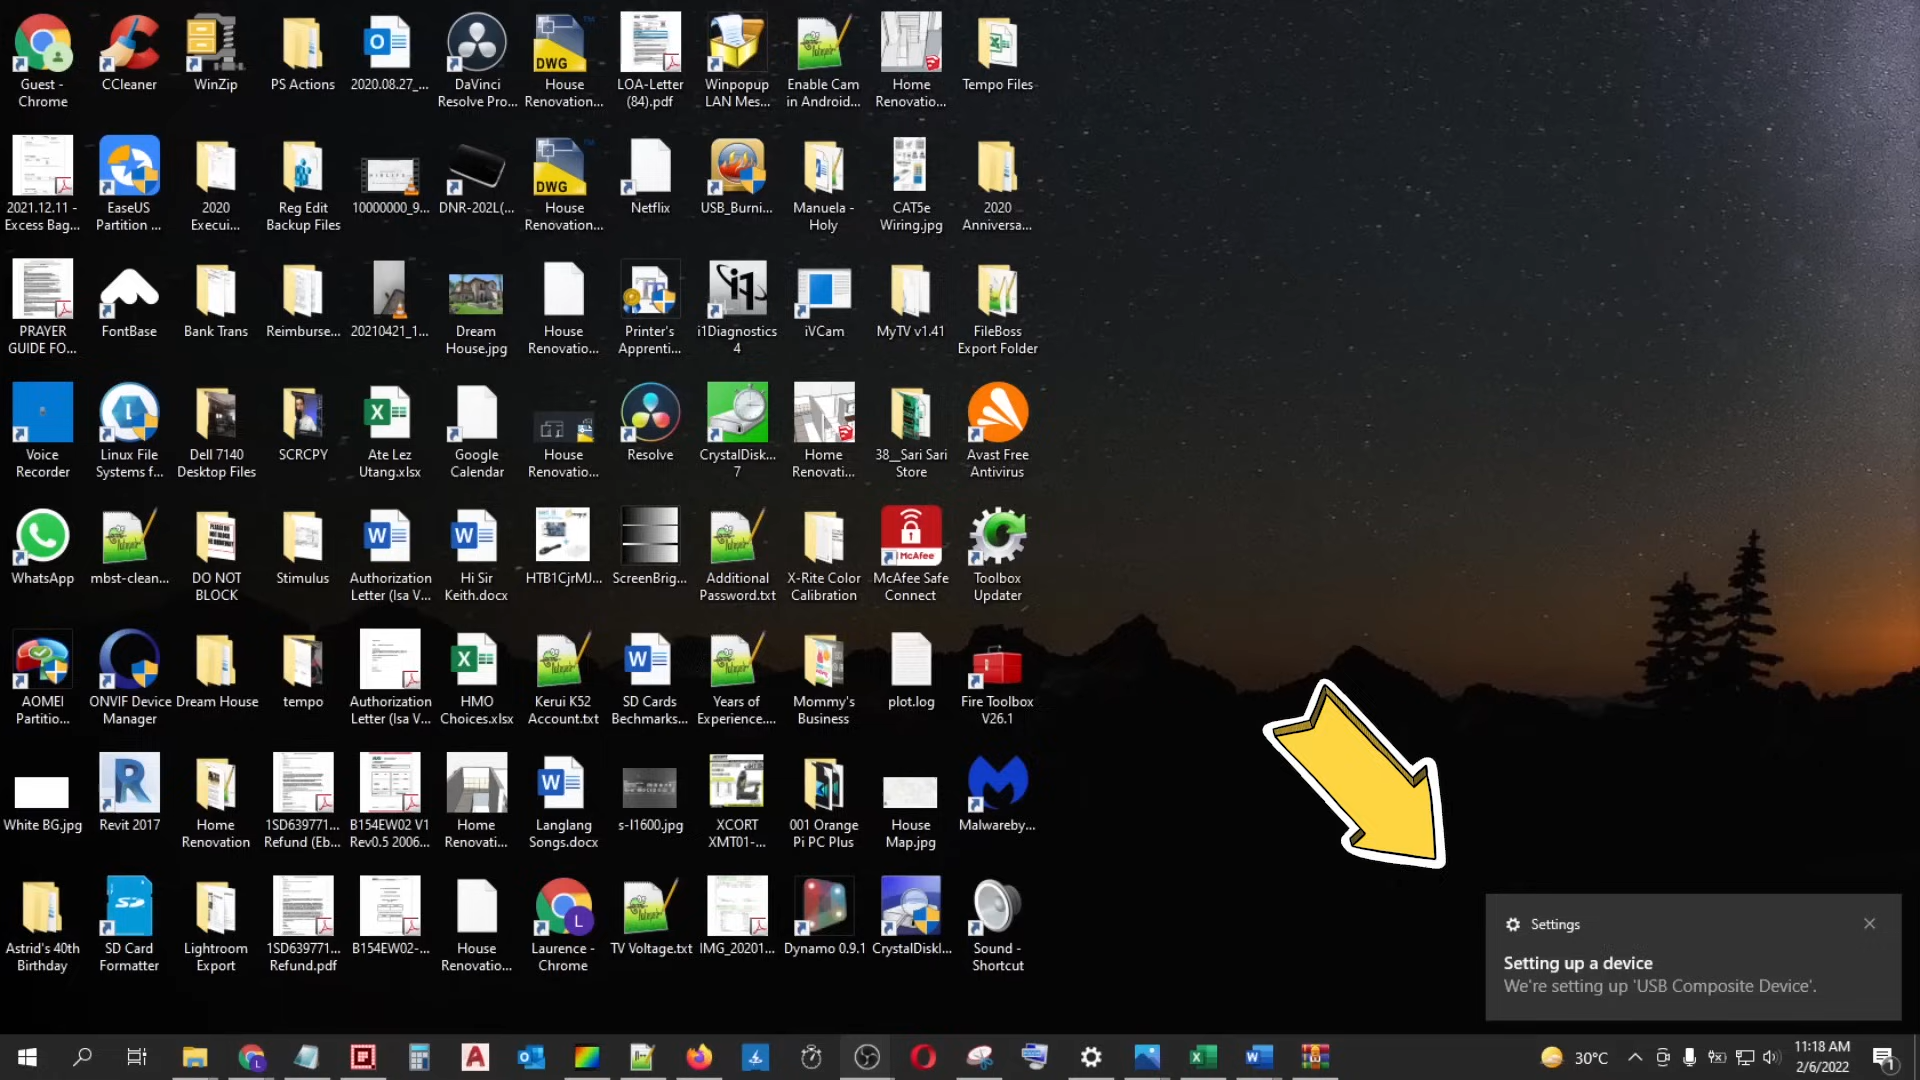 Guest -
Chrome
CCleaner
WinZip
PS Actions
2020.08.27_...
DaVinci
Resolve Pro...
House
Renovation...
LOA-Letter
(84).pdf
Winpopup
LAN Mes...
Enable Cam
in Android...
Home
Renovatio...
Tempo Files
2021.12.11 -
Excess Bag...
EaseUS
Partition ...
2020
Execui...
Reg Edit
Backup Files
10000000_9...
DNR-202L(...
House
Renovation...
Netflix
USB_Burni...
Manuela -
Holy
CAT5e
Wiring.jpg
2020
Anniversa...
PRAYER
GUIDE FO...
FontBase
Bank Trans
Reimburse...
20210421_1...
Dream
House.jpg
House
Renovatio...
Printer's
Apprenti...
i1Diagnostics
4
iVCam
MyTV v1.41
FileBoss
Export Folder
Voice
Recorder
Linux File
Systems f...
Dell 7140
Desktop Files
SCRCPY
Ate Lez
Utang.xlsx
Google
Calendar
House
Renovatio...
Resolve
CrystalDisk...
7
Home
Renovati...
38__Sari Sari
Store
Avast Free
Antivirus
WhatsApp
mbst-clean...
DO NOT
BLOCK
Stimulus
Authorization
Letter (Isa V...
Hi Sir
Keith.docx
HTB1CjrMJ...
ScreenBrig...
Additional
Password.txt
X-Rite Color
Calibration
McAfee
McAfee Safe
Connect
Toolbox
Updater
AOMEI
Partitio...
ONVIF Device
Manager
Dream House
tempo
Authorization
Letter (Isa V...
HMO
Choices.xlsx
Kerui K52
Account.txt
SD Cards
Bechmarks...
Years of
Experience....
Mommy's
Business
plot.log
Fire Toolbox
V26.1
White BG.jpg
Revit 2017
Home
Renovation
1SD639771...
Refund (Eb...
B154EW02 V1
Rev0.5 2006...
Home
Renovati...
Langlang
Songs.docx
s-l1600.jpg
XCORT
XMT01-...
001 Orange
Pi PC Plus
House
Map.jpg
Malwareby...
Astrid's 40th
Birthday
SD Card
Formatter
Lightroom
Export
1SD639771...
Refund.pdf
B154EW02-...
House
Renovatio...
Laurence -
Chrome
TV Voltage.txt
IMG_20201...
Dynamo 0.9.1
CrystalDiskI...
Sound -
Shortcut
Settings
Setting up a device
We're setting up 'USB Composite Device'.
30°C
11:18 AM
2/6/2022
1